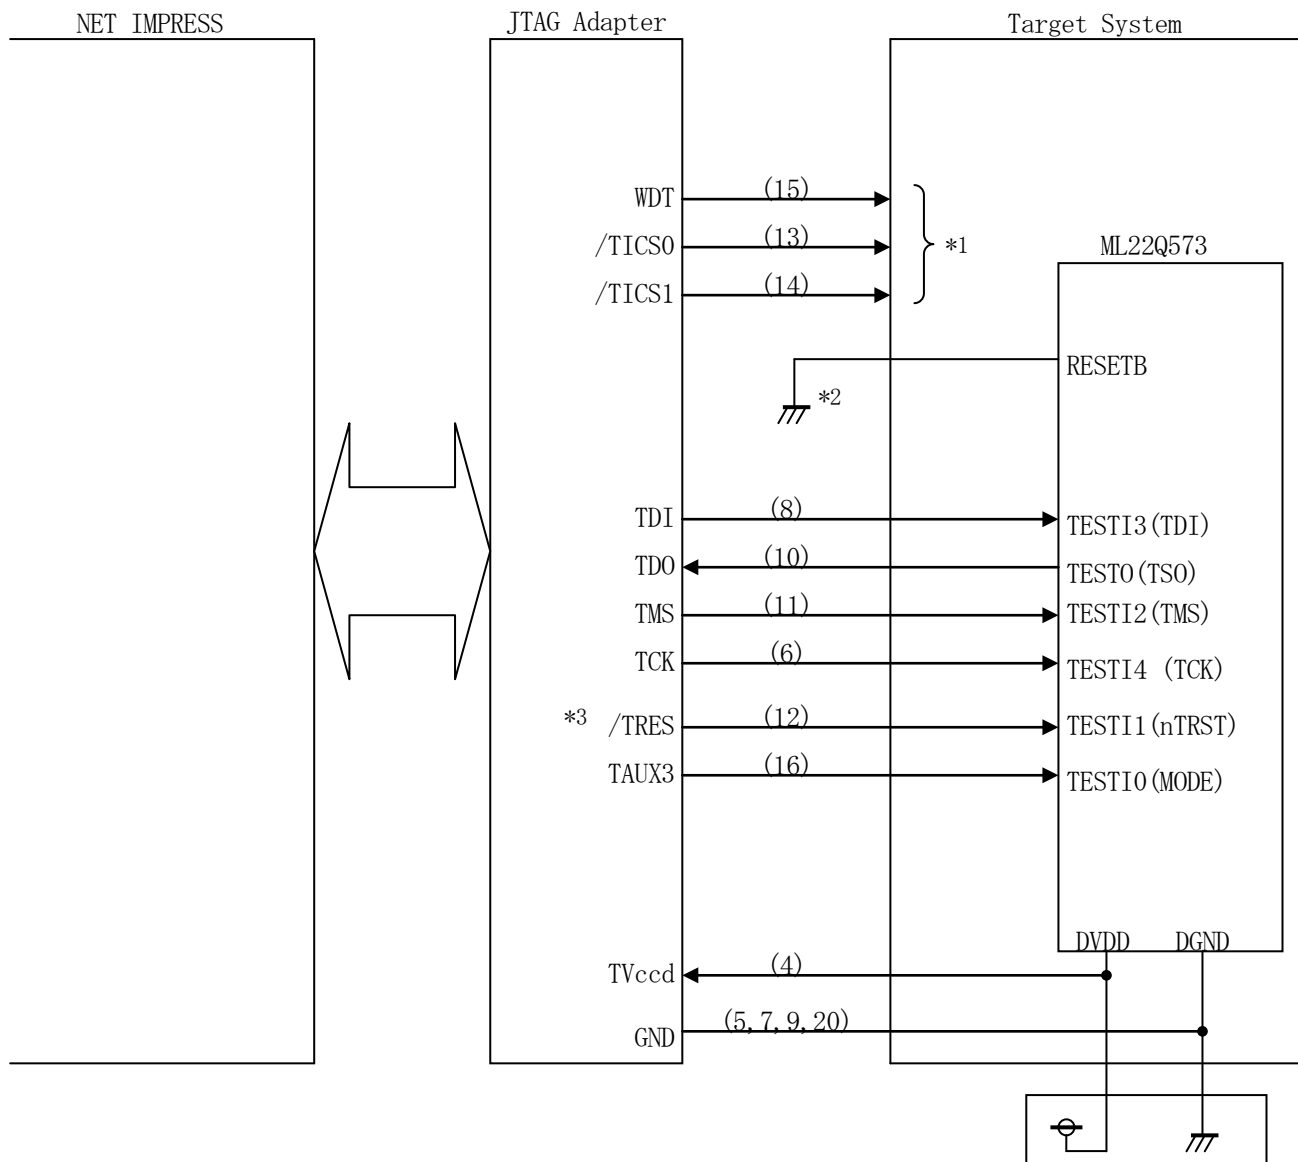 NET IMPRESS
JTAG Adapter
Target System
WDT
(15)
/TICS0
(13)
*1
ML22Q573
/TICS1
(14)
RESETB
*2
TDI
(8)
TESTI3(TDI)
TDO
(10)
TESTO(TSO)
TMS
(11)
TESTI2(TMS)
TCK
(6)
TESTI4 (TCK)
*3 /TRES
(12)
TESTI1(nTRST)
TAUX3
(16)
TESTI0(MODE)
DVDD
DGND
TVccd
(4)
GND
(5,7,9,20)